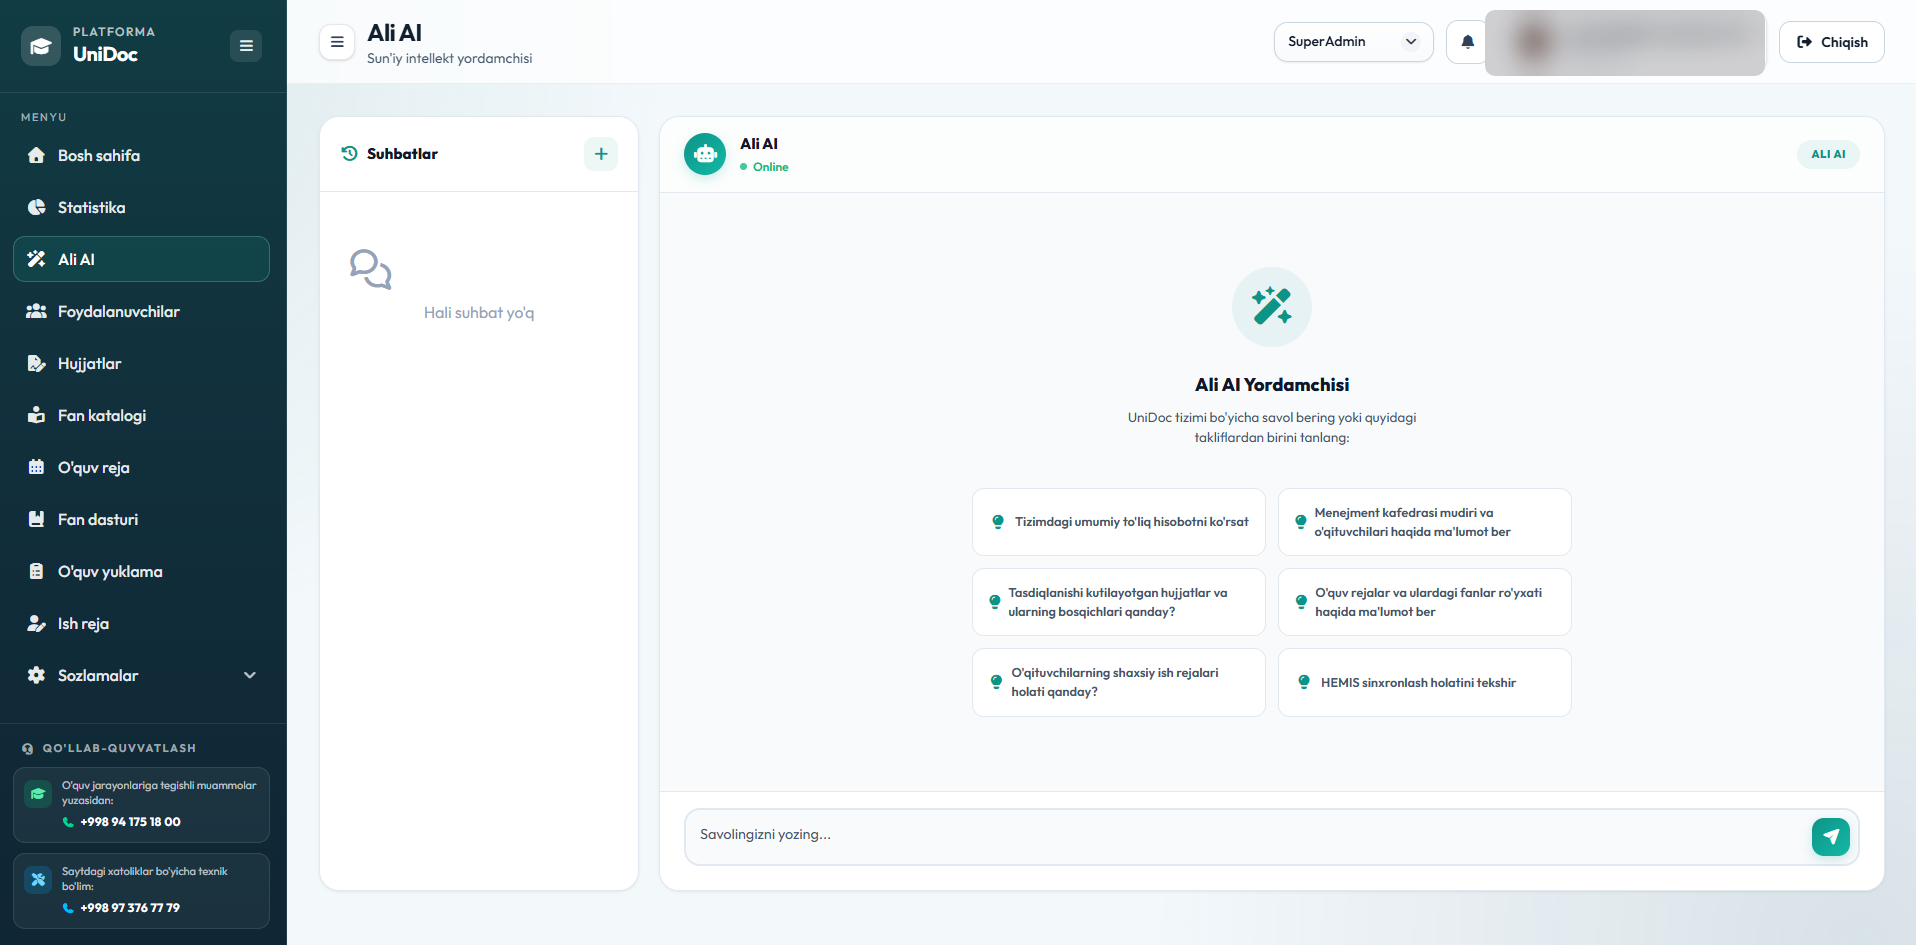 PLATFORMA
UniDoc
MENYU
Bosh sahifa
Statistika
Ali AI
Foydalanuvchilar
Hujjatlar
Fan katalogi
O'quv reja
Fan dasturi
O'quv yuklama
Ish reja
Sozlamalar
QO'LLAB-QUVVATLASH
O'quv jarayonlariga tegishli muammolar
yuzasidan:
+998 94 175 18 00
Saytdagi xatoliklar bo'yicha texnik
bo'lim:
+998 97 376 77 79
Ali AI
Sun'iy intellekt yordamchisi
SuperAdmin
Chiqish
Suhbatlar
Hali suhbat yo'q
Ali AI
Online
ALI AI
Ali AI Yordamchisi
UniDoc tizimi bo'yicha savol bering yoki quyidagi
takliflardan birini tanlang:
Tizimdagi umumiy to'liq hisobotni ko'rsat
Menejment kafedrasi mudiri va
o'qituvchilari haqida ma'lumot ber
Tasdiqlanishi kutilayotgan hujjatlar va
ularning bosqichlari qanday?
O'quv rejalar va ulardagi fanlar ro'yxati
haqida ma'lumot ber
O'qituvchilarning shaxsiy ish rejalari
holati qanday?
HEMIS sinxronlash holatini tekshir
Savolingizni yozing...